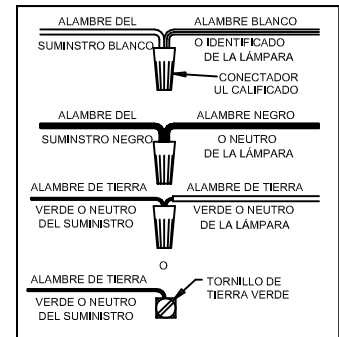 ALAMBRE DEL
SUMINSTRO BLANCO
ALAMBRE BLANCO
O IDENTIFICADO
DE LA LÁMPARA
CONECTADOR
UL CALIFICADO
ALAMBRE DEL
SUMINSTRO NEGRO
ALAMBRE NEGRO
O NEUTRO
DE LA LÁMPARA
ALAMBRE DE TIERRA
VERDE O NEUTRO
DEL SUMINISTRO
ALAMBRE DE TIERRA
VERDE O NEUTRO
DE LA LÁMPARA
O
ALAMBRE DE TIERRA
VERDE O NEUTRO
DEL SUMINISTRO
TORNILLO DE
TIERRA VERDE